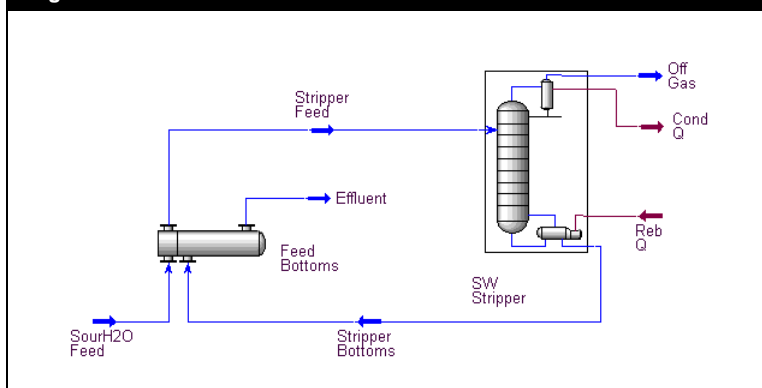 Off
Gas
Stripper
Feed
Cond
Q
Effluent
Reb
Q
Feed
Bottoms
SW
Stripper
SourH2O
Feed
Stripper
Bottoms